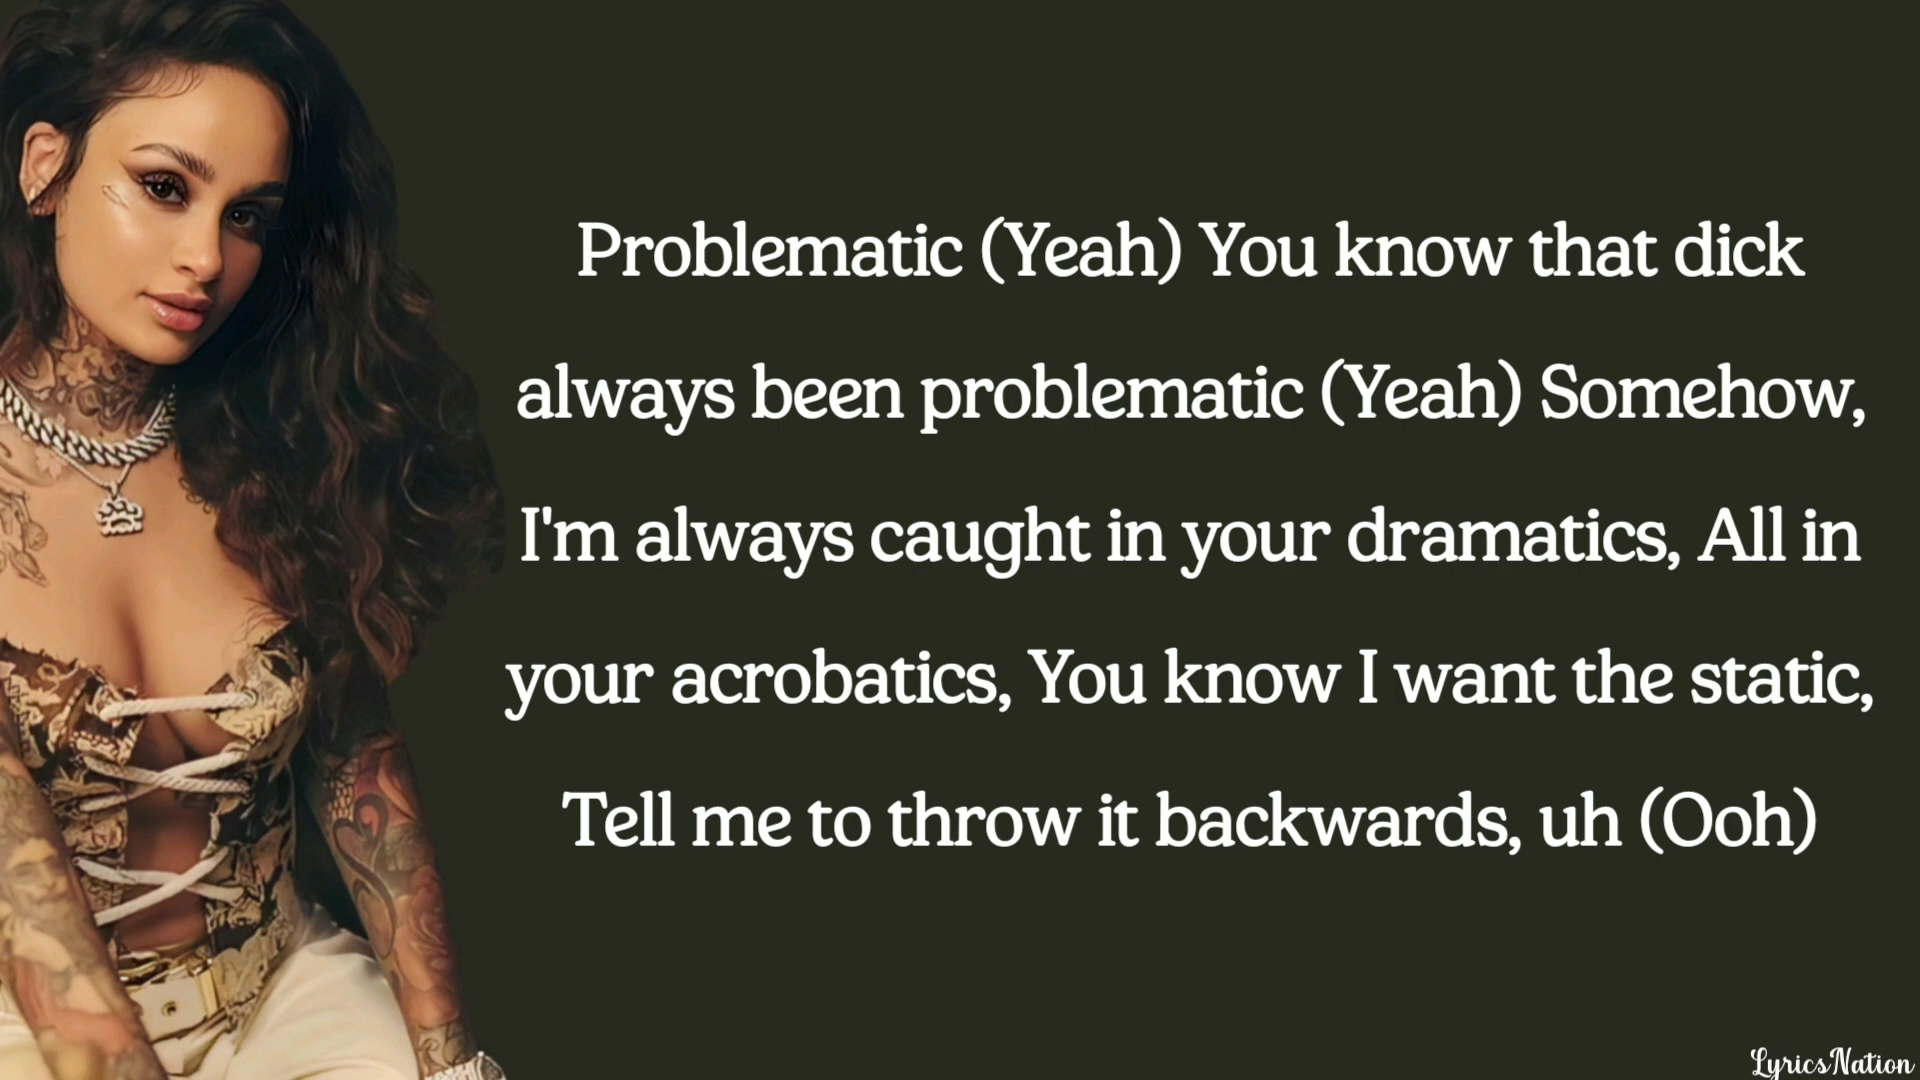 Problematic (Yeah) You know that dick
always been problematic (Yeah) Somehow,
I'm always caught in your dramatics, All in
your acrobatics, You know I want the static,
Tell me to throw it backwards, uh (Ooh)
LyricsNation